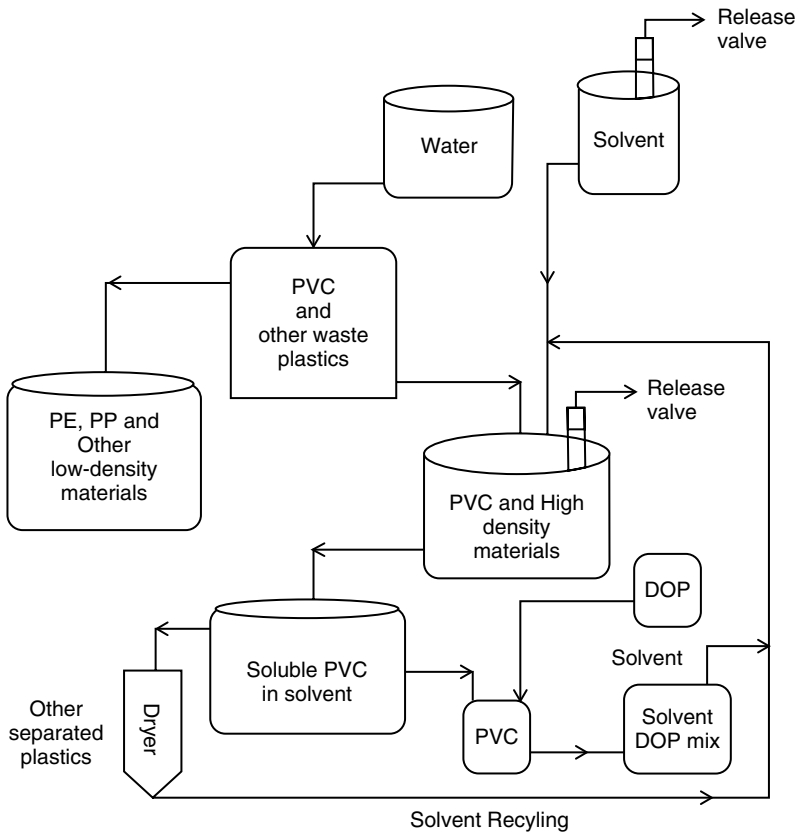 Release
valve
Water
Solvent
PVC
and
other waste
plastics
Release
valve
PE, PP and
Other
low-density
materials
PVC and High
density
materials
DOP
Soluble PVC
in solvent
Solvent
Other
separated
plastics
Dryer
PVC
Solvent
DOP mix
Solvent Recyling